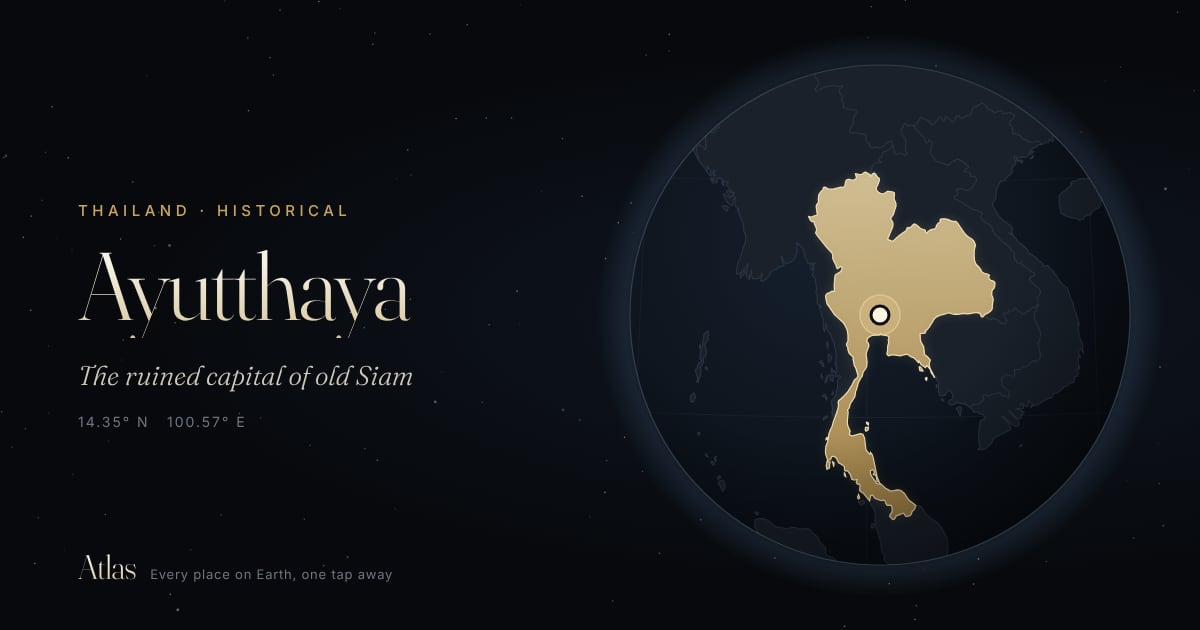 THAILAND · HISTORICAL
Ayutthaya
The ruined capital of old Siam
14.35° N 100.57° E
Atlas Every place on Earth, one tap away